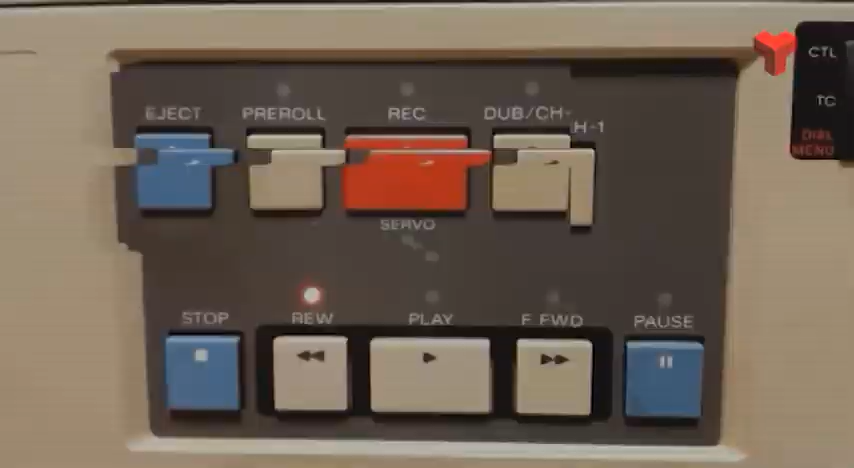 CTL
EJECT PREROLL REC DUB/CH-
H-1
TC
DIAL
MENU
SERVO
STOP REW PLAY F FWD PAUSE